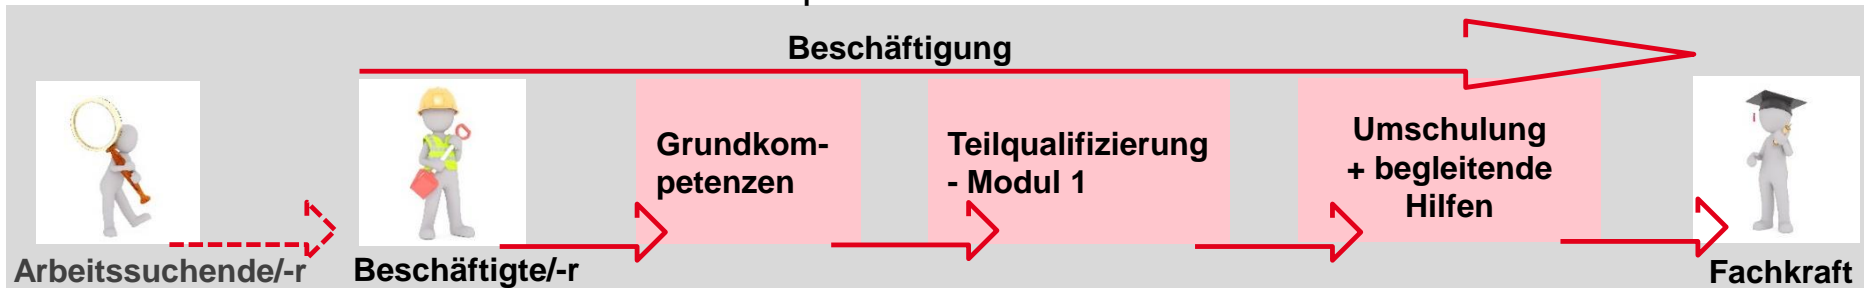 Beschäftigung
Grundkom-
petenzen
Teilqualifizierung
- Modul 1
Umschulung
+ begleitende
Hilfen
Arbeitssuchende/-r
Beschäftigte/-r
Fachkraft